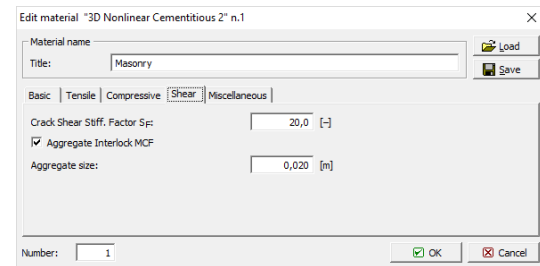 Edit material "3D Nonlinear Cementitious 2" n.1
Material name
Title: Masonry
Load
Save
Basic Tensile Compressive Shear Miscellaneous
Crack Shear Stiff. Factor SF: 20,0 [-]
Aggregate Interlock MCF
Aggregate size: 0,020 [m]
Number: 1 OK Cancel